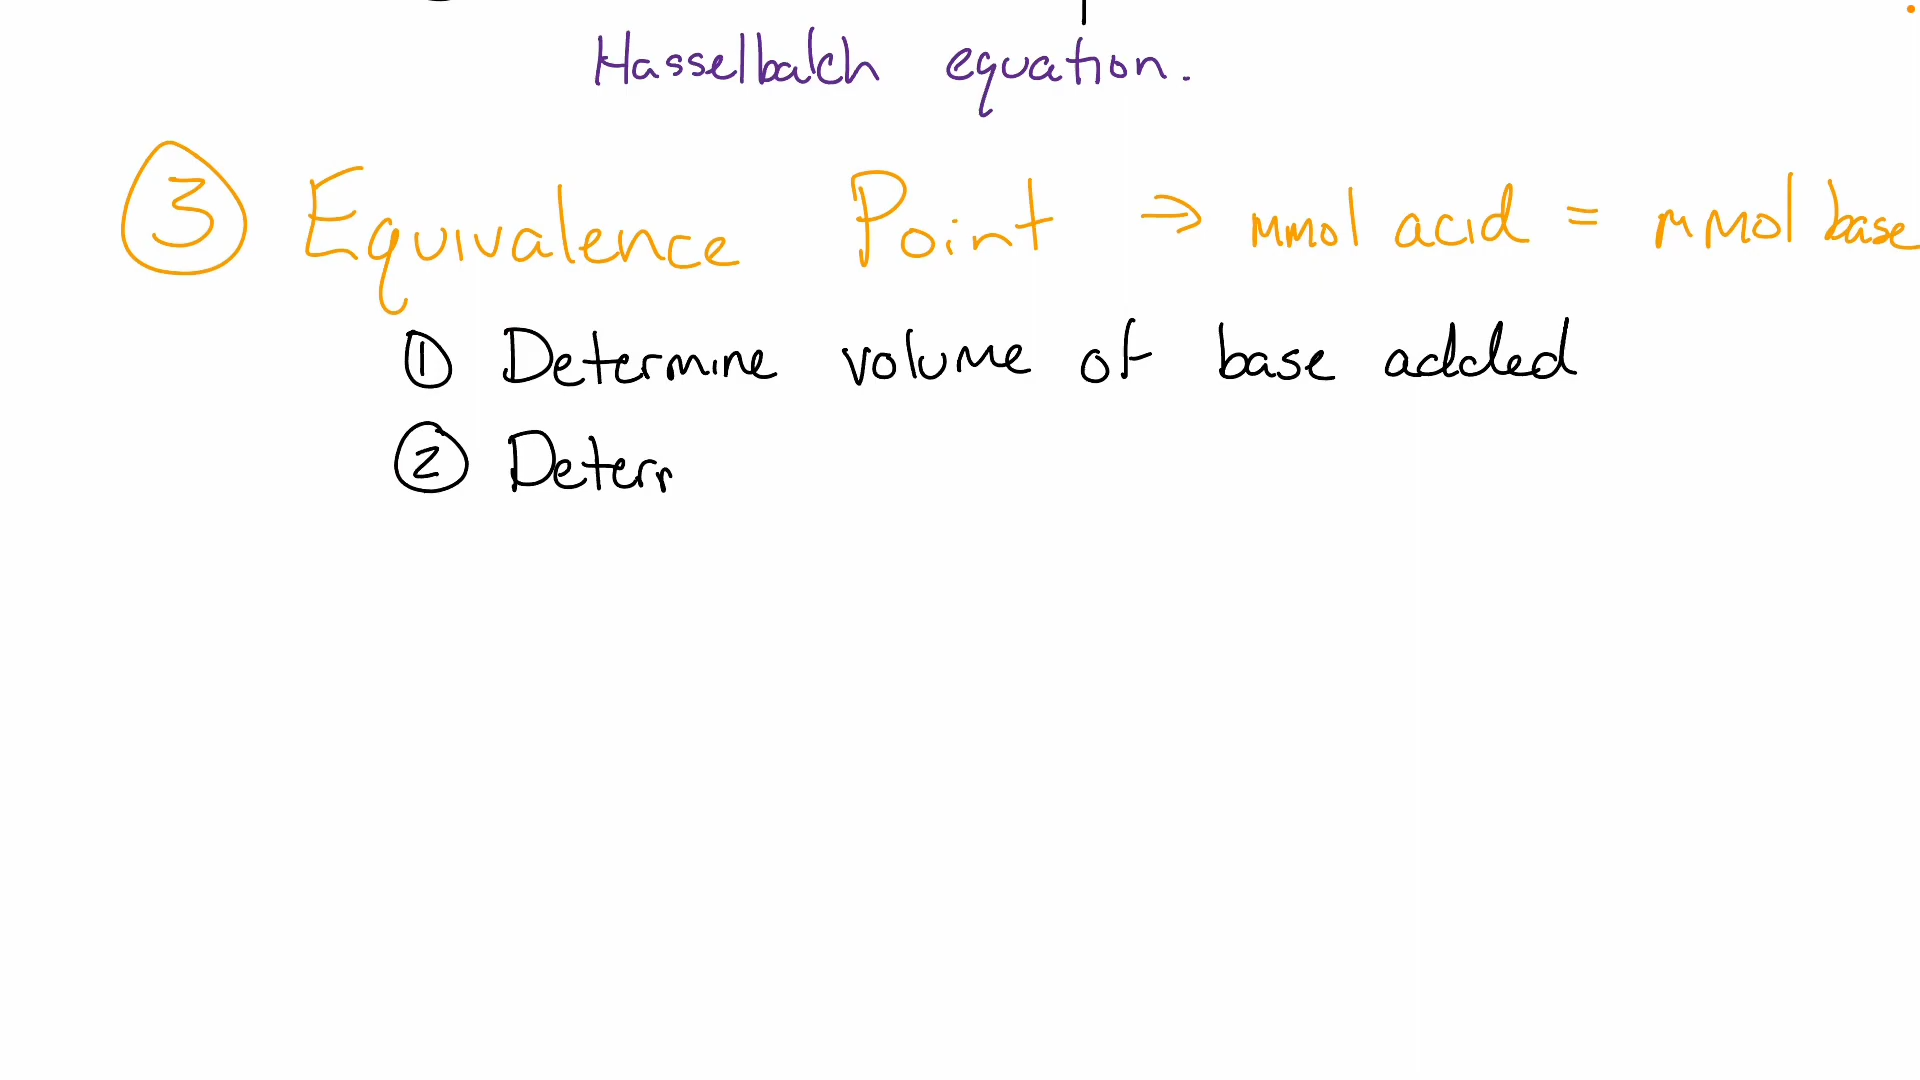 Hasselbalch equation.
③ Equivalence Point ⇒ mmol acid = mmol base
① Determine volume of base added
② Deterr